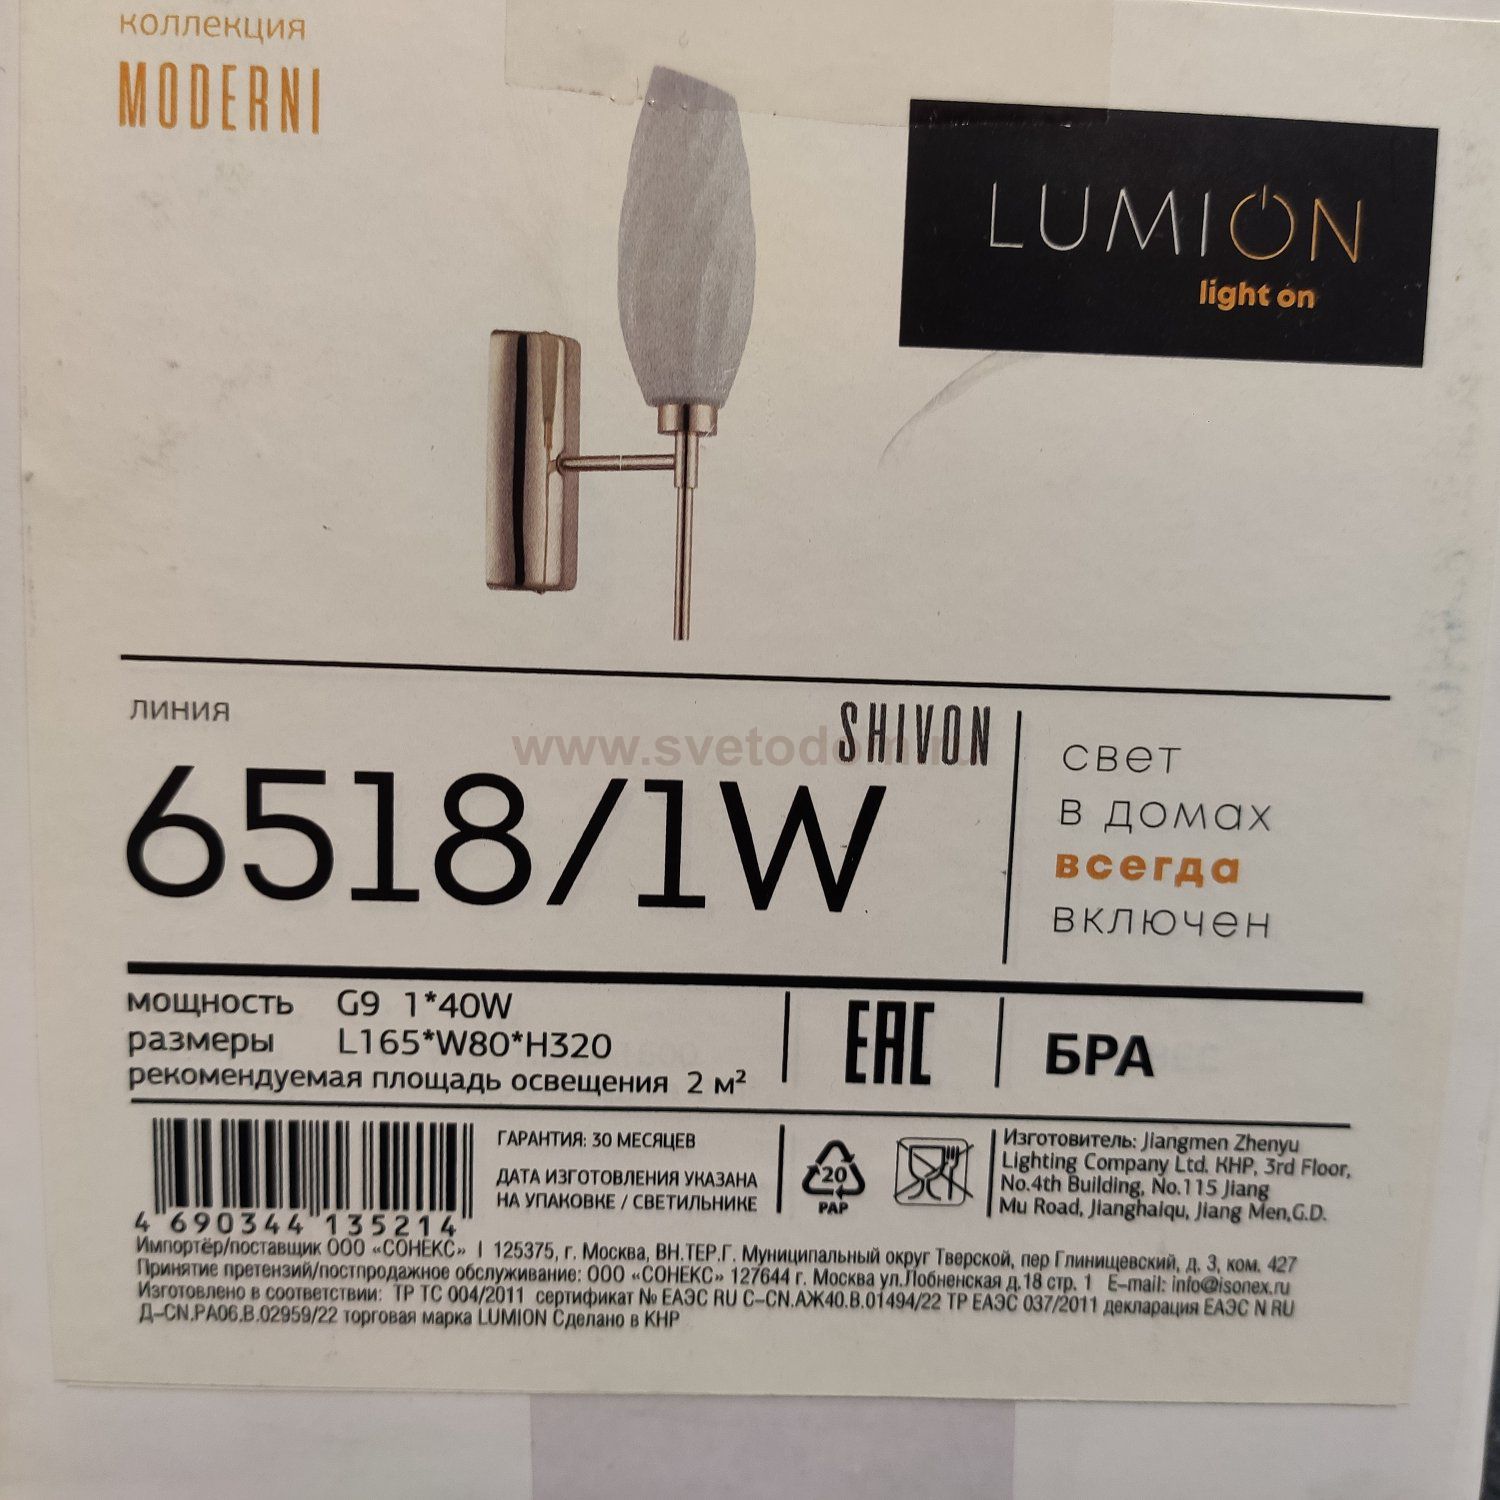 коллекция
MODERNI
LUMION
light on
линия
SHIVON
www.svetodom.ru
6518/1W
свет
в домах
всегда
включен
мощность G9 1*40W
размеры L165*W80*H320
рекомендуемая площадь освещения 2 м²
EAC
БРА
ГАРАНТИЯ: 30 МЕСЯЦЕВ
ДАТА ИЗГОТОВЛЕНИЯ УКАЗАНА
НА УПАКОВКЕ / СВЕТИЛЬНИКЕ
20
PAP
Изготовитель: Jiangmen Zhenyu
Lighting Company Ltd. КНР, 3rd Floor,
No.4th Building, No.115 Jiang
Mu Road, Jianghaiqu, Jiang Men,G.D.
4 690344 135214
Импортёр/поставщик ООО «СОНЕКС» | 125375, г. Москва, ВН.ТЕР.Г. Муниципальный округ Тверской, пер Глинищевский, д. 3, ком. 427
Принятие претензий/постпродажное обслуживание: ООО «СОНЕКС» 127644 г. Москва ул.Лобненская д.18 стр. 1 E-mail: info@isonex.ru
Изготовлено в соответствии: ТР ТС 004/2011 сертификат № ЕАЭС RU C-CN.АЖ40.В.01494/22 ТР ЕАЭС 037/2011 декларация ЕАЭС N RU
Д-CN.РА06.В.02959/22 торговая марка LUMION Сделано в КНР